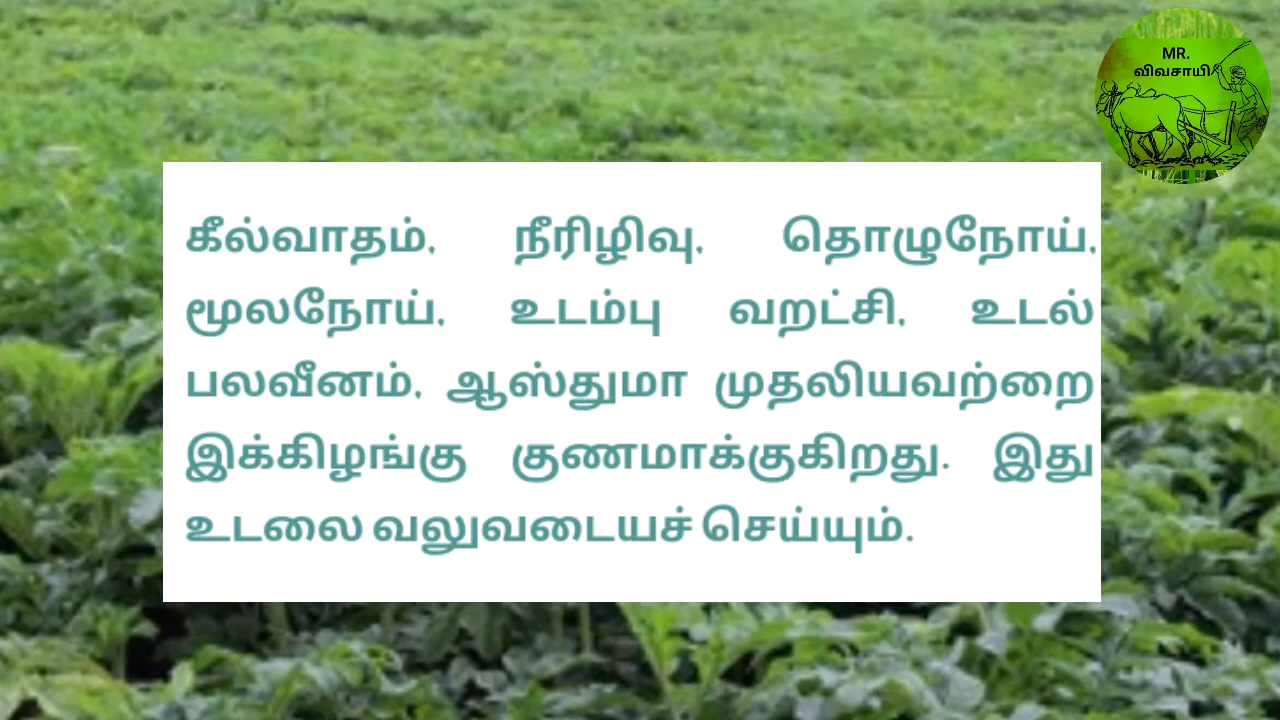 MR.
விவசாயி
கீல்வாதம், நீரிழிவு, தொழுநோய்,
மூலநோய், உடம்பு வறட்சி, உடல்
பலவீனம், ஆஸ்துமா முதலியவற்றை
இக்கிழங்கு குணமாக்குகிறது. இது
உடலை வலுவடையச் செய்யும்.